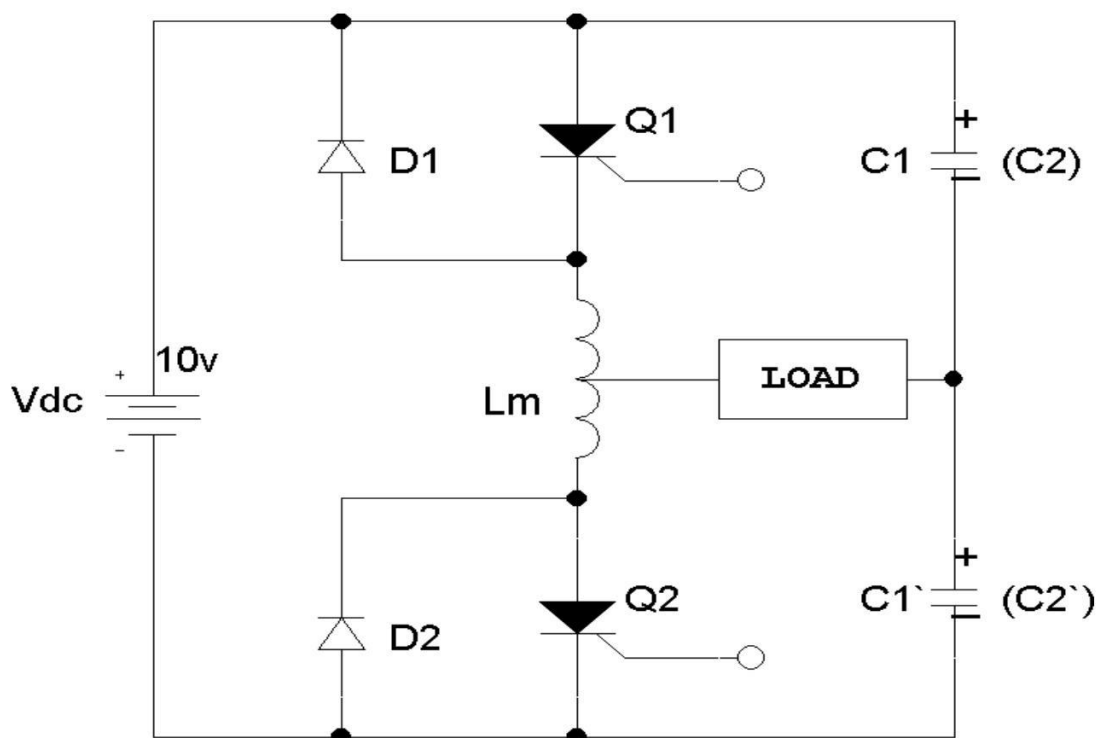 Q1
D1
C1
(C2)
+
10v
+
Vdc
-
Lm
LOAD
+
Q2
C1`
(C2`)
D2